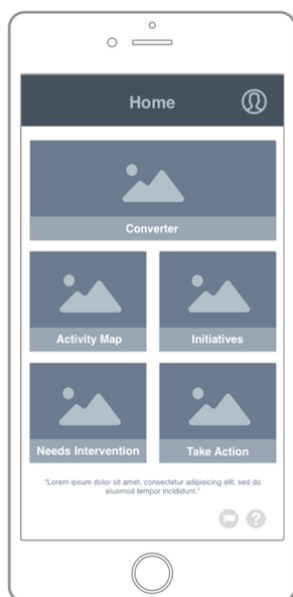 Home
Converter
Activity Map
Initiatives
Needs Intervention
Take Action
"Lorem ipsum dolor sit amet, consectetur adipisicing elit, sed do
eiusmod tempor incididunt."
?